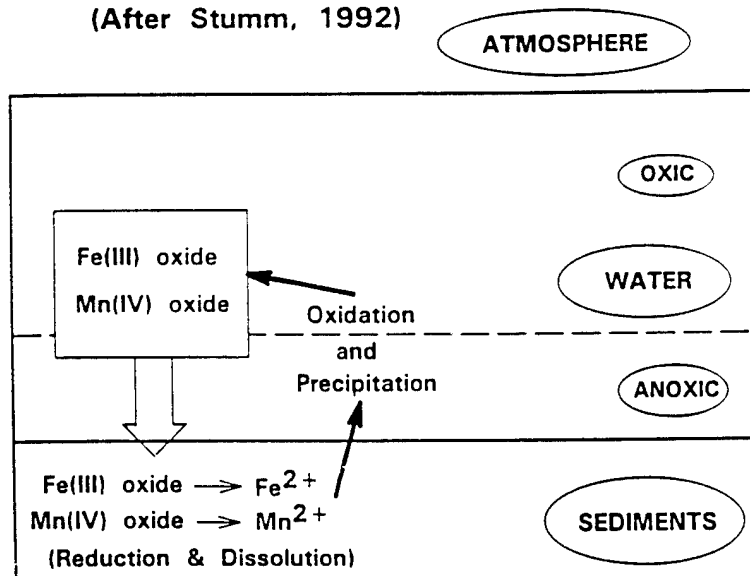 (After Stumm, 1992)
ATMOSPHERE
OXIC
Fe(III) oxide
Mn(IV) oxide
WATER
Oxidation
and
Precipitation
ANOXIC
Fe(III) oxide → Fe2+
Mn(IV) oxide → Mn2+
(Reduction & Dissolution)
SEDIMENTS